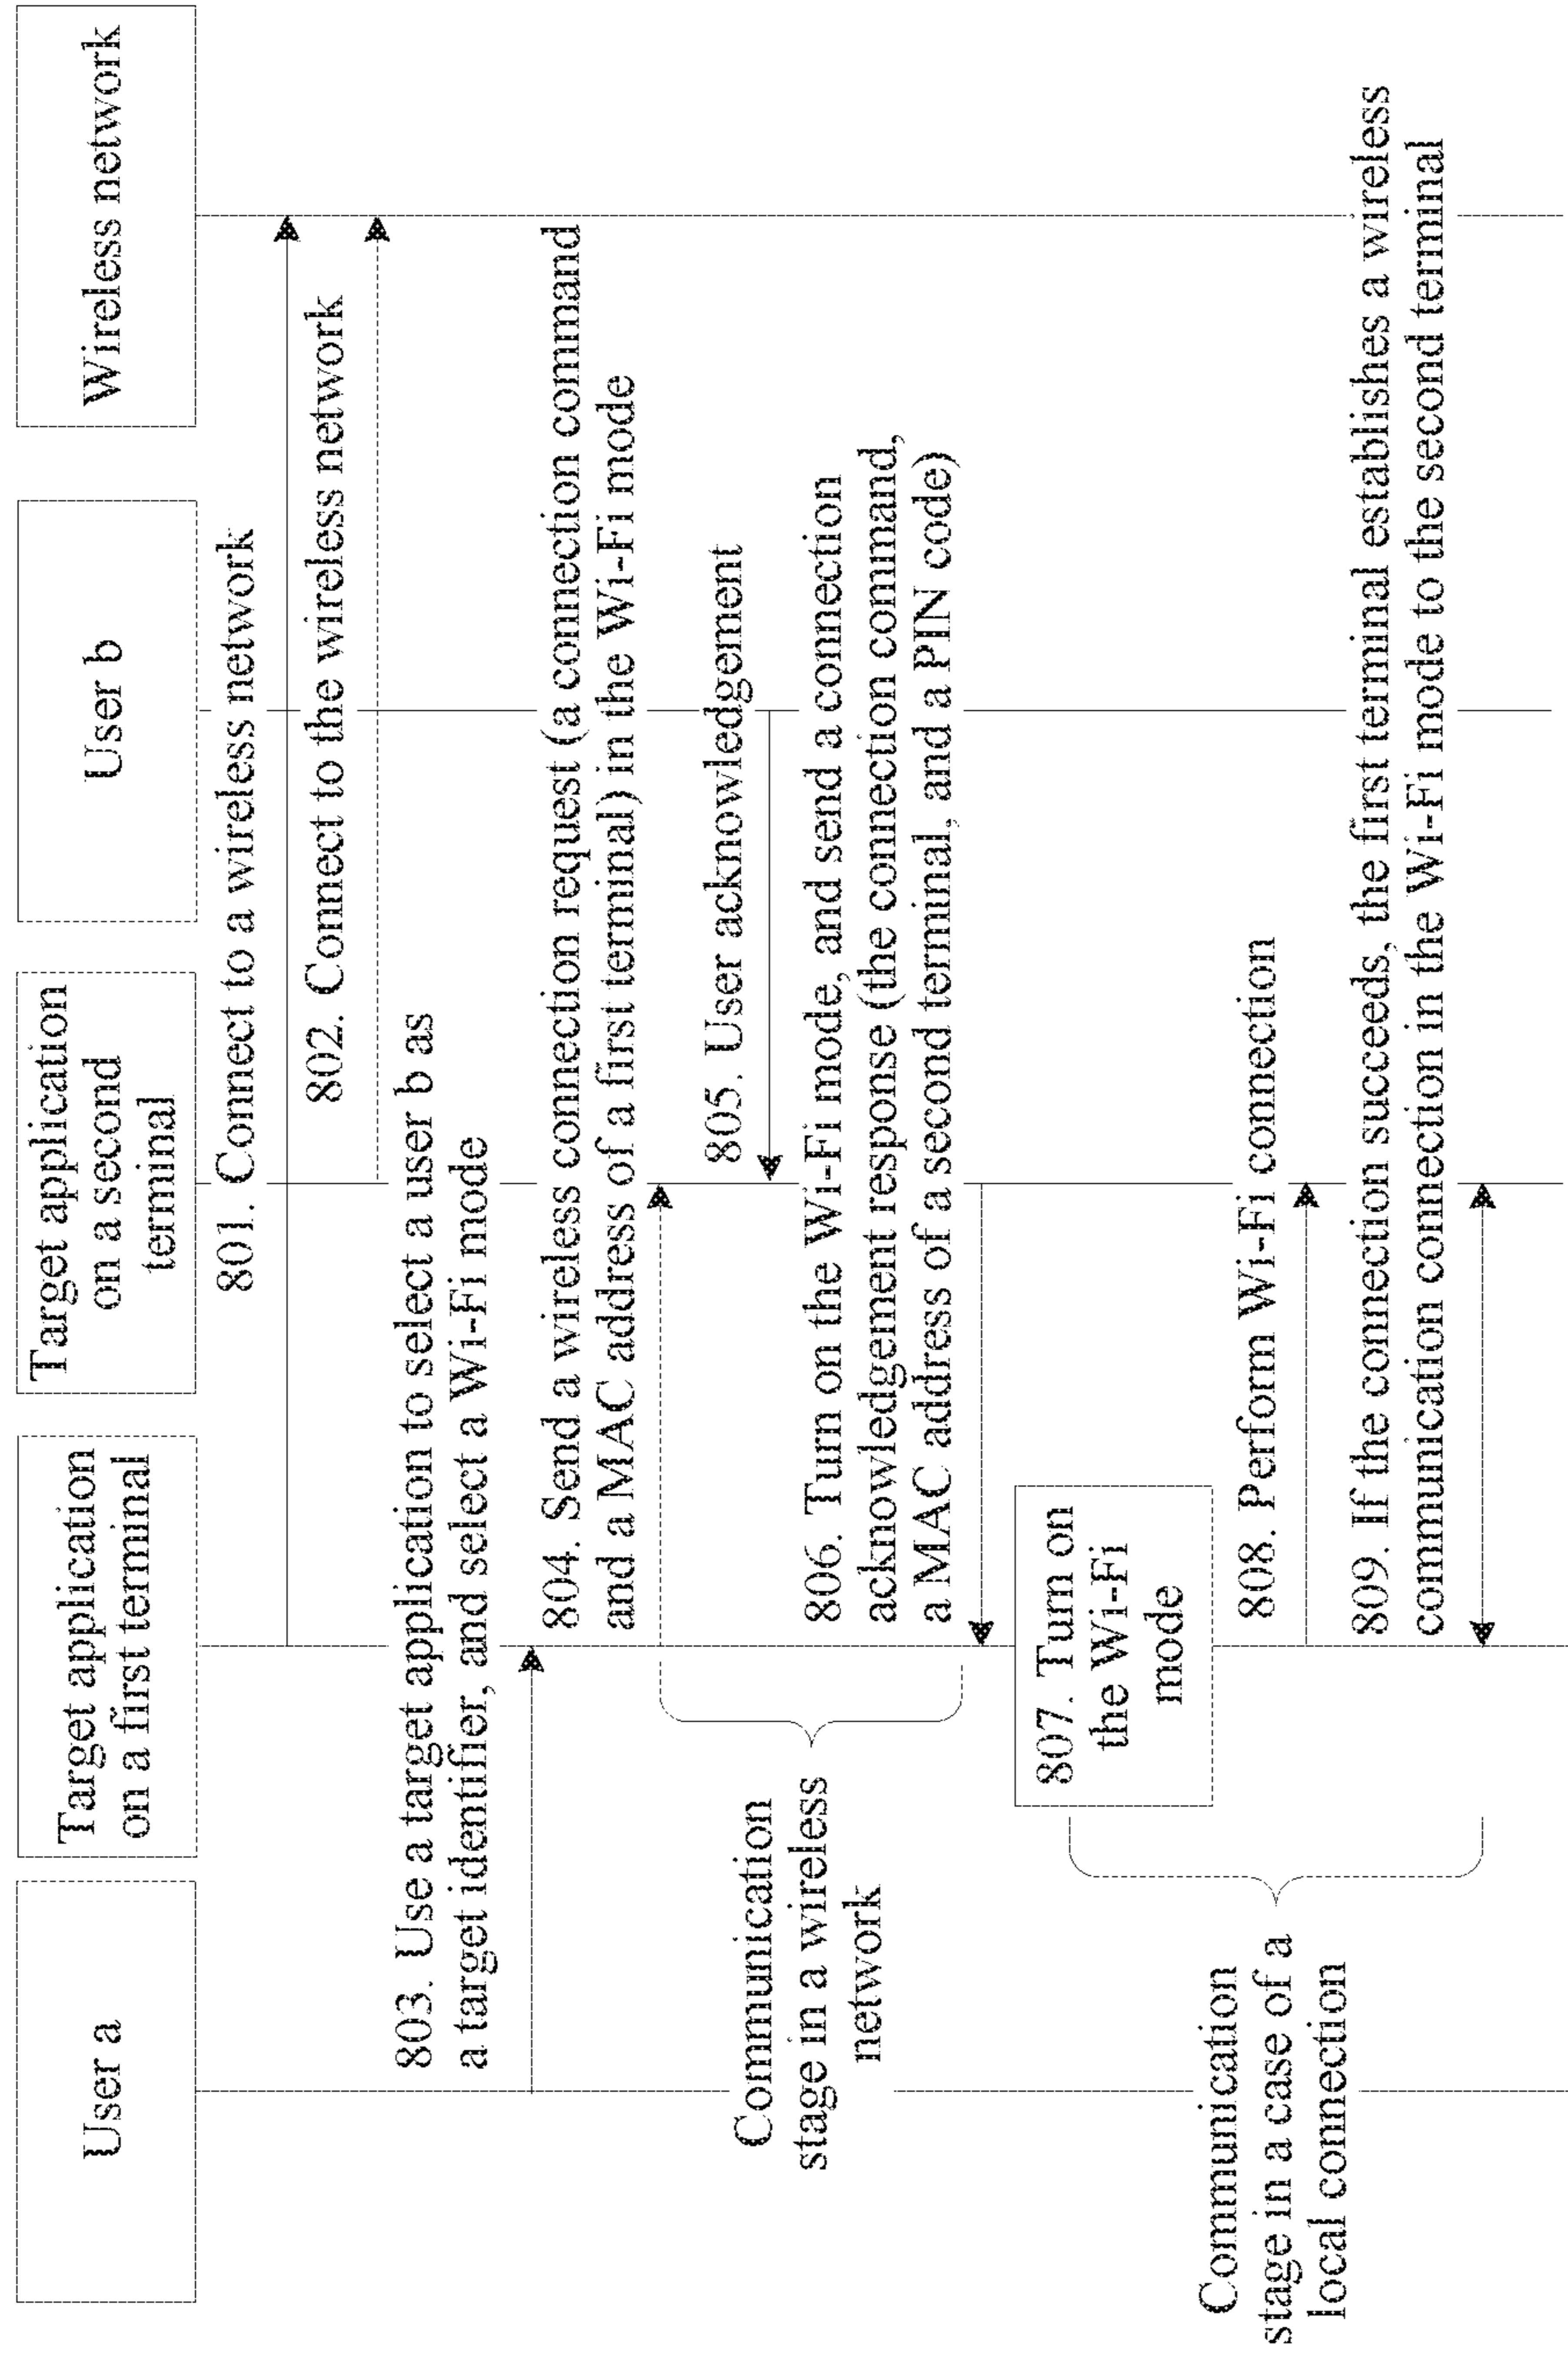 User a
Target application
on a first terminal
Target application
on a second
terminal
User b
Wireless network
801. Connect to a wireless network
802. Connect to the wireless network
803. Use a target application to select a user b as
a target identifier, and select a Wi-Fi mode
804. Send a wireless connection request (a connection command
and a MAC address of a first terminal) in the Wi-Fi mode
805. User acknowledgement
Communication
stage in a wireless
network
806. Turn on the Wi-Fi mode, and send a connection
acknowledgement response (the connection command,
a MAC address of a second terminal, and a PIN code)
807. Turn on
the Wi-Fi
mode
808. Perform Wi-Fi connection
Communication
stage in a case of a
local connection
809. If the connection succeeds, the first terminal establishes a wireless
communication connection in the Wi-Fi mode to the second terminal